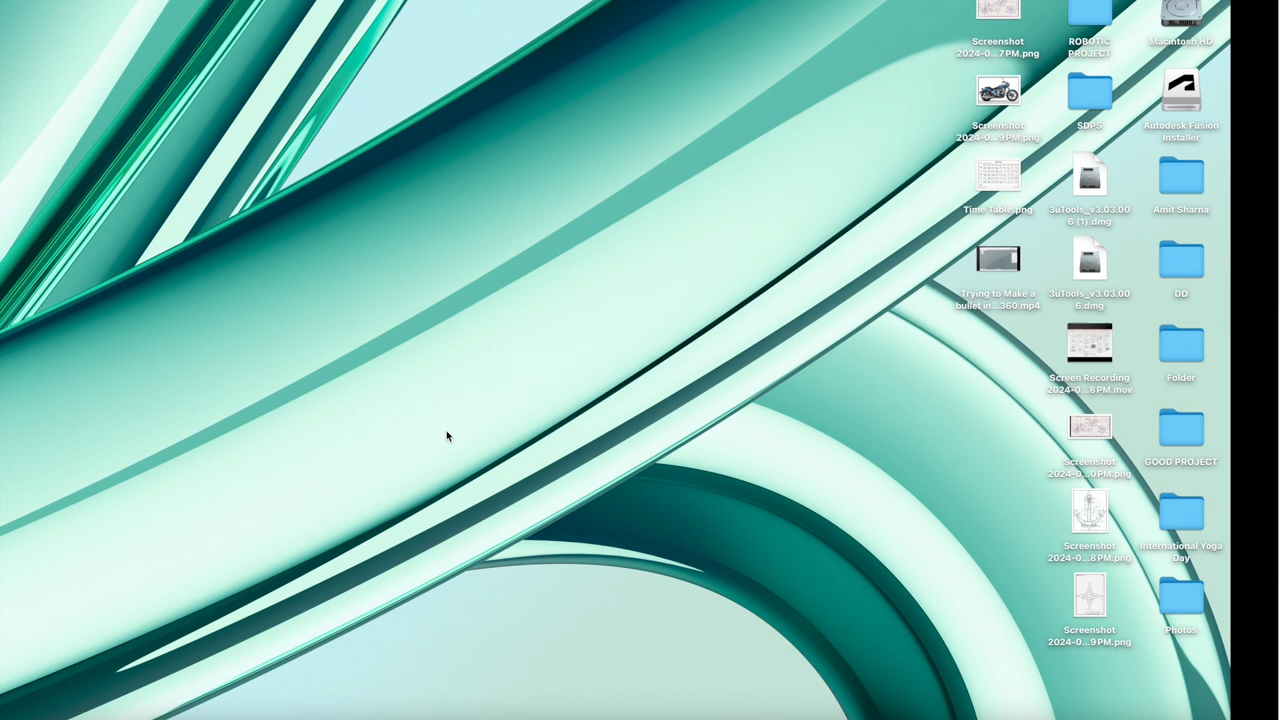 Screenshot
2024-0...7PM.png
ROBOTIC
PROJECT
Macintosh HD
Screenshot
2024-0...9PM.png
SDPS
Autodesk Fusion
Installer
Time Table.png
3uTools_v3.03.00
6 (1).dmg
Amit Sharna
Trying to Make a
bullet in...360.mp4
3uTools_v3.03.00
6.dmg
DD
Screen Recording
2024-0...8PM.mov
Folder
Screenshot
2024-0...0PM.png
GOOD PROJECT
Screenshot
2024-0...8PM.png
International Yoga
Day
Screenshot
2024-0...9PM.png
Photos